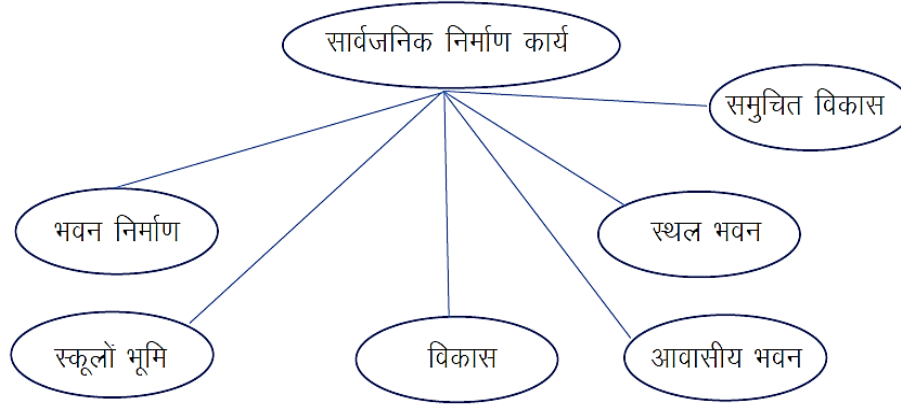 सार्वजनिक निर्माण कार्य
समुचित विकास
भवन निर्माण
स्थल भवन
स्कूलों भूमि
विकास
आवासीय भवन